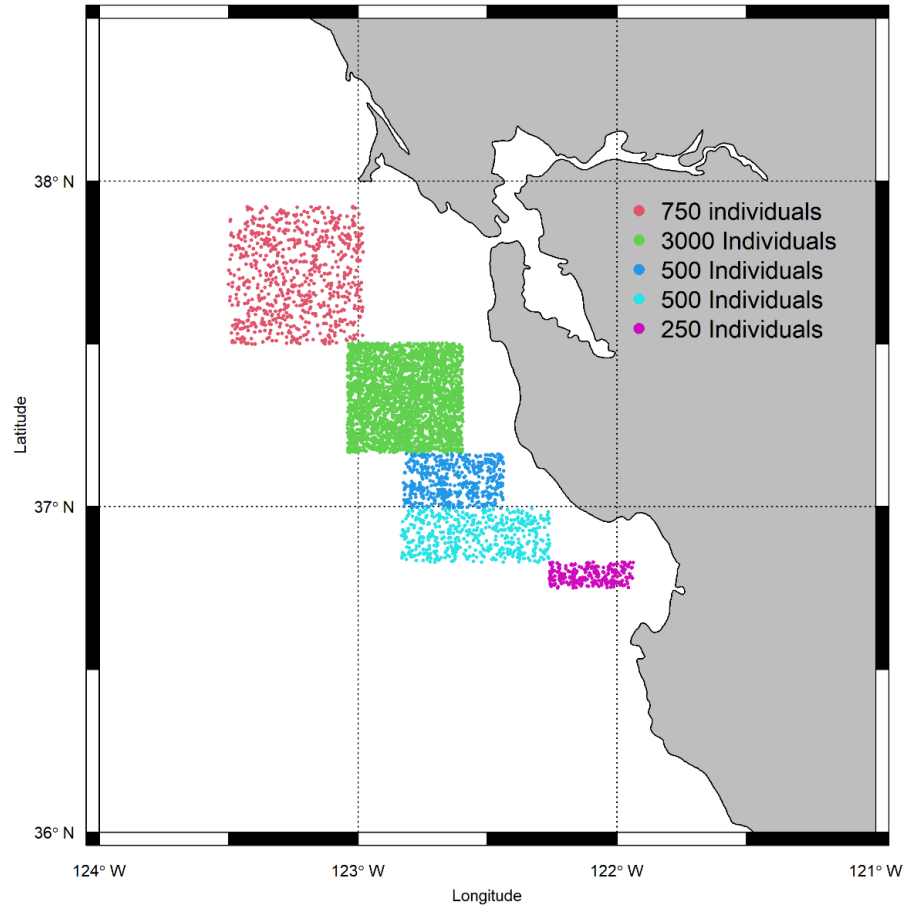 38° N
750 individuals
3000 Individuals
500 Individuals
500 Individuals
250 Individuals
Latitude
37° N
36° N
124° W
123° W
122° W
121° W
Longitude